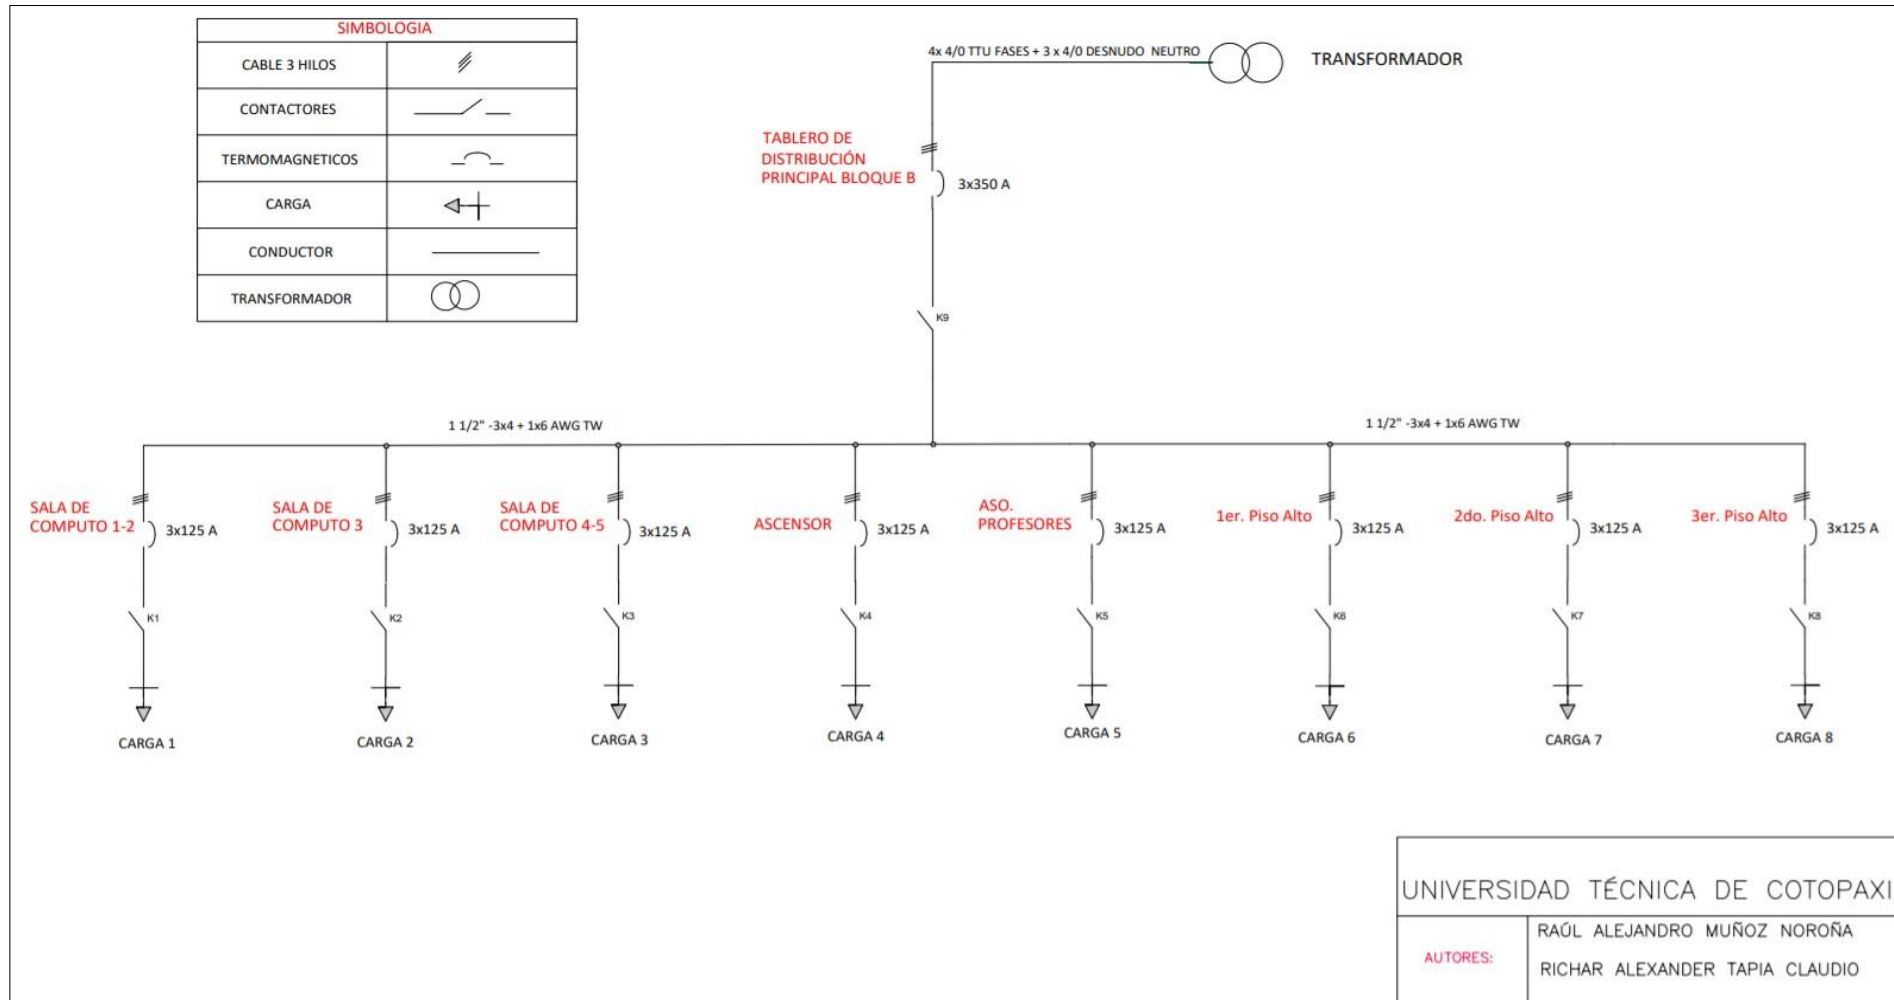 SIMBOLOGIA
CABLE 3 HILOS
CONTACTORES
TERMOMAGNETICOS
CARGA
CONDUCTOR
TRANSFORMADOR
4x 4/0 TTU FASES + 3 x 4/0 DESNUDO NEUTRO
TRANSFORMADOR
TABLERO DE
DISTRIBUCIÓN
PRINCIPAL BLOQUE B
3x350 A
K9
1 1/2" -3x4 + 1x6 AWG TW
1 1/2" -3x4 + 1x6 AWG TW
SALA DE
COMPUTO 1-2
3x125 A
K1
CARGA 1
SALA DE
COMPUTO 3
3x125 A
K2
CARGA 2
SALA DE
COMPUTO 4-5
3x125 A
K3
CARGA 3
ASCENSOR
3x125 A
K4
CARGA 4
ASO.
PROFESORES
3x125 A
K5
CARGA 5
1er. Piso Alto
3x125 A
K6
CARGA 6
2do. Piso Alto
3x125 A
K7
CARGA 7
3er. Piso Alto
3x125 A
K8
CARGA 8
UNIVERSIDAD TÉCNICA DE COTOPAXI
AUTORES:
RAÚL ALEJANDRO MUÑOZ NOROÑA
RICHAR ALEXANDER TAPIA CLAUDIO